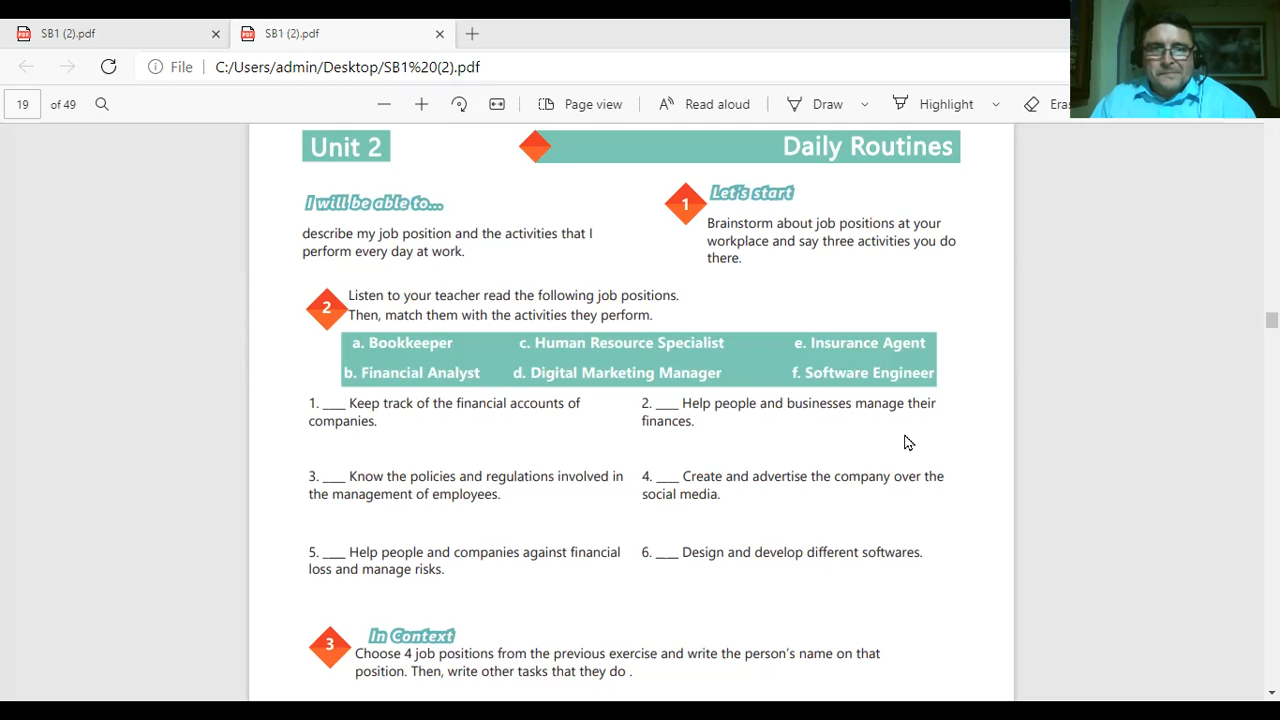 SB1 (2).pdf
SB1 (2).pdf
File
C:/Users/admin/Desktop/SB1%20(2).pdf
19 of 49
Page view
Read aloud
Draw
Highlight
Unit 2
Daily Routines
I will be able to...
describe my job position and the activities that I
perform every day at work.
1
Let's start
Brainstorm about job positions at your
workplace and say three activities you do
there.
2
Listen to your teacher read the following job positions.
Then, match them with the activities they perform.
a. Bookkeeper c. Human Resource Specialist e. Insurance Agent
b. Financial Analyst d. Digital Marketing Manager f. Software Engineer
1. ____ Keep track of the financial accounts of
companies.
2. ____ Help people and businesses manage their
finances.
3. ____ Know the policies and regulations involved in
the management of employees.
4. ____ Create and advertise the company over the
social media.
5. ____ Help people and companies against financial
loss and manage risks.
6. ____ Design and develop different softwares.
3
In Context
Choose 4 job positions from the previous exercise and write the person's name on that
position. Then, write other tasks that they do .